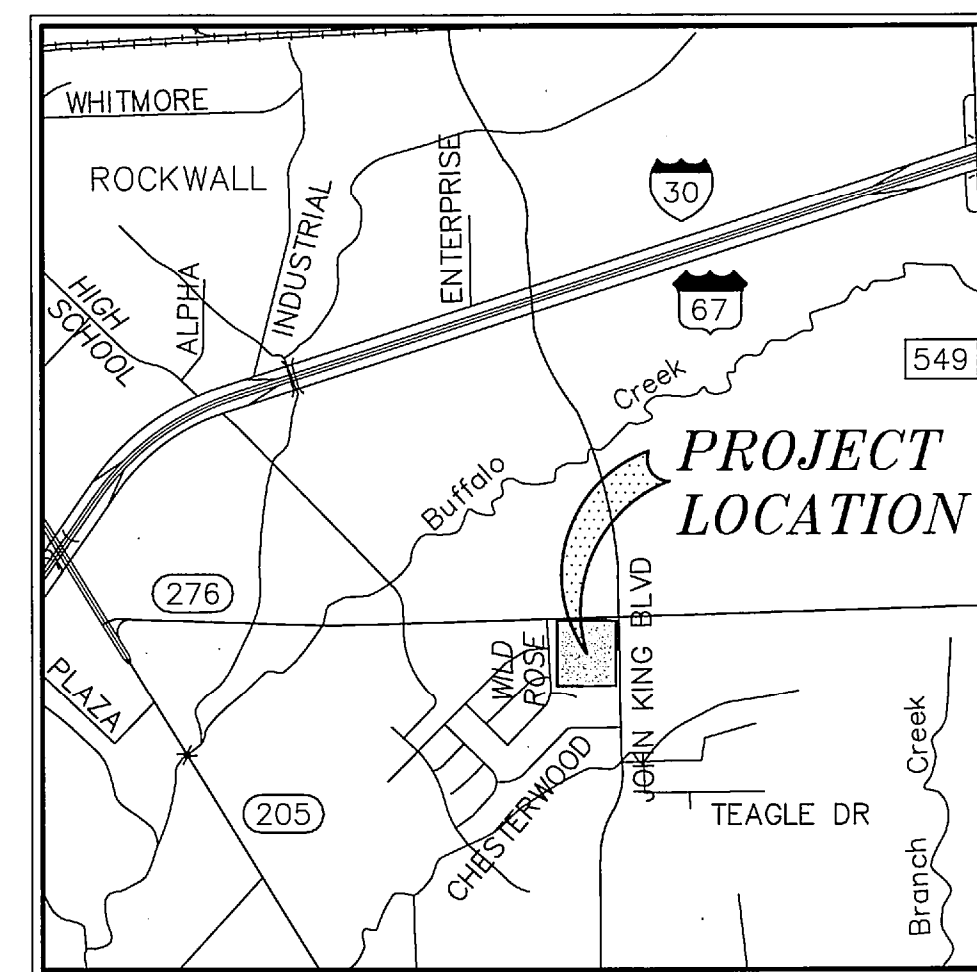 WHITMORE
ROCKWALL
INDUSTRIAL
ENTERPRISE
30
67
HIGH
SCHOOL
ALPHA
549
Creek
Buffalo
PROJECT
LOCATION
276
JOHN KING BLVD
WILD
ROSE
PLAZA
205
CHESTERWOOD
TEAGLE DR
Branch Creek